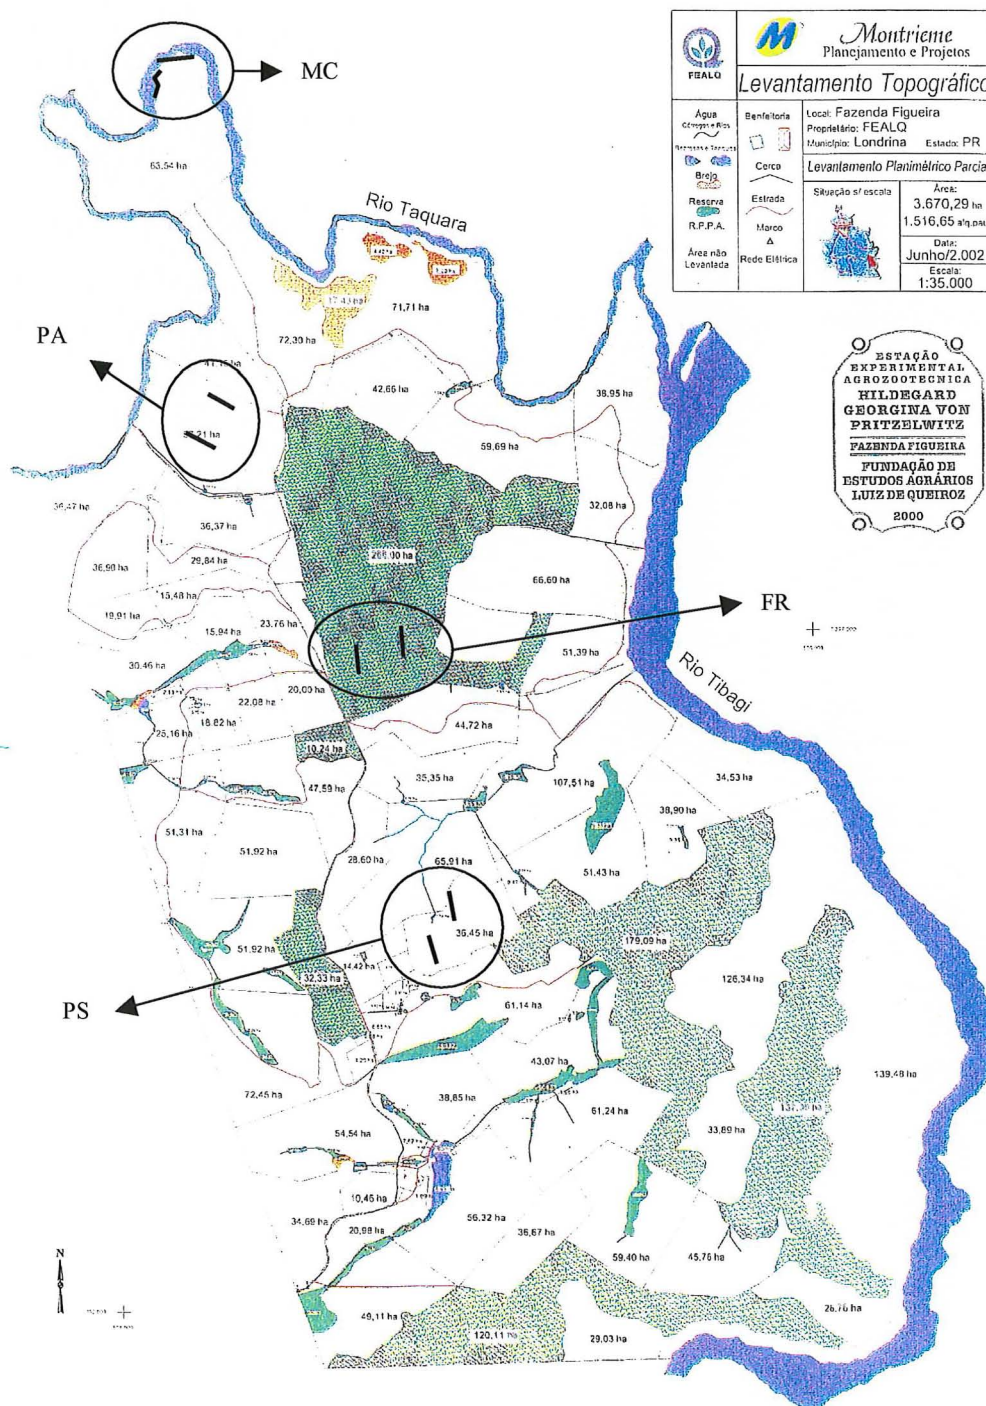 MC
PA
FR
PS
Rio Taquara
Rio Tibagi
FEALQ
Montrieme
Planejamento e Projetos
Levantamento Topográfico
Água
Córregos e Rios
Brejo
Reserva
R.P.P.A.
Área não
Levantada
Benfeitoria
Cerca
Estrada
Marco
Rede Elétrica
Local: Fazenda Figueira
Proprietário: FEALQ
Município: Londrina Estado: PR
Levantamento Planimétrico Parcial
Situação s/ escala
Área:
3.670,29 ha
1.516,65 alq.pau
Data:
Junho/2.002
Escala:
1:35.000
ESTAÇÃO
EXPERIMENTAL
AGROZOOTECNICA
HILDEGARD
GEORGINA VON
PRITZELWITZ
FAZENDA FIGUEIRA
FUNDAÇÃO DE
ESTUDOS AGRÁRIOS
LUIZ DE QUEIROZ
2000
63,54 ha
17,43 ha
71,71 ha
72,30 ha
42,66 ha
38,95 ha
59,69 ha
32,08 ha
36,47 ha
36,37 ha
29,84 ha
36,90 ha
15,48 ha
19,91 ha
15,94 ha
23,76 ha
66,60 ha
51,39 ha
30,46 ha
20,00 ha
22,08 ha
18,82 ha
25,16 ha
44,72 ha
10,24 ha
47,59 ha
35,35 ha
107,51 ha
34,53 ha
38,90 ha
51,31 ha
51,92 ha
28,60 ha
65,91 ha
51,43 ha
36,45 ha
179,09 ha
51,92 ha
32,33 ha
14,42 ha
126,34 ha
61,14 ha
43,07 ha
139,48 ha
72,45 ha
38,85 ha
61,24 ha
33,89 ha
137,39 ha
54,54 ha
10,46 ha
34,69 ha
20,98 ha
56,32 ha
36,67 ha
59,40 ha
45,76 ha
49,11 ha
120,11 ha
29,03 ha
26,76 ha
N